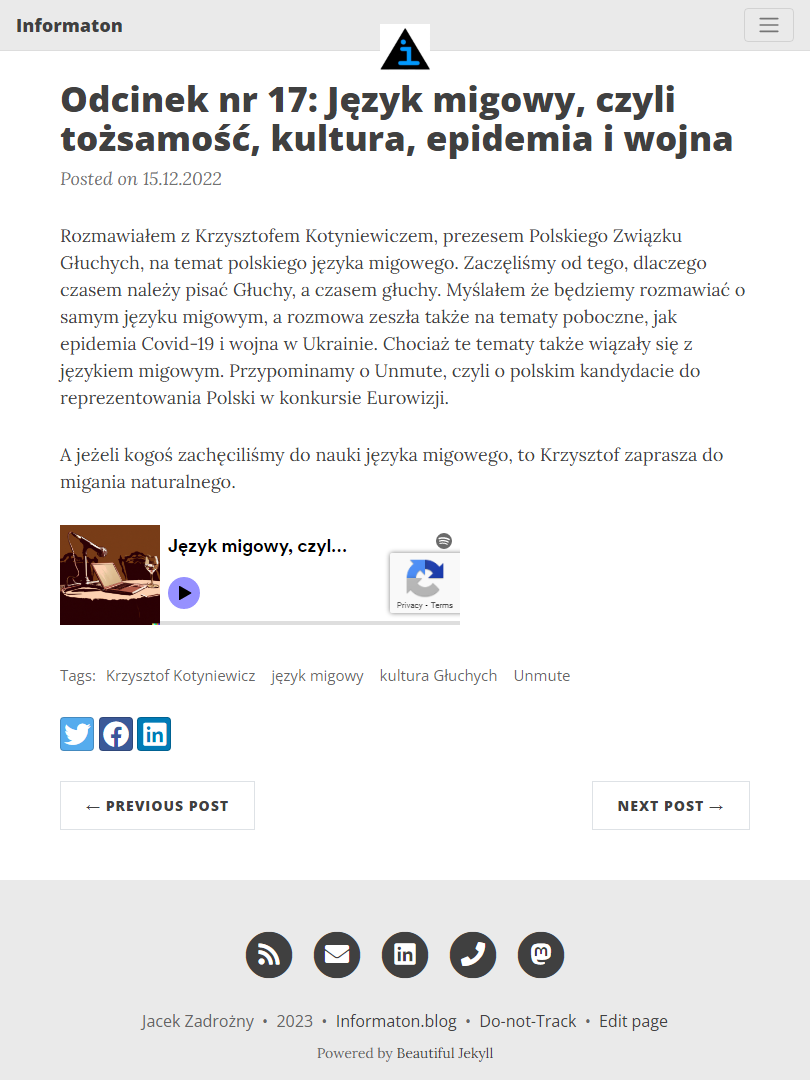 Informaton
i
Odcinek nr 17: Język migowy, czyli
tożsamość, kultura, epidemia i wojna
Posted on 15.12.2022
Rozmawiałem z Krzysztofem Kotyniewiczem, prezesem Polskiego Związku
Głuchych, na temat polskiego języka migowego. Zaczęliśmy od tego, dlaczego
czasem należy pisać Głuchy, a czasem głuchy. Myślałem że będziemy rozmawiać o
samym języku migowym, a rozmowa zeszła także na tematy poboczne, jak
epidemia Covid-19 i wojna w Ukrainie. Chociaż te tematy także wiązały się z
językiem migowym. Przypominamy o Unmute, czyli o polskim kandydacie do
reprezentowania Polski w konkursie Eurowizji.
A jeżeli kogoś zachęciliśmy do nauki języka migowego, to Krzysztof zaprasza do
migania naturalnego.
Język migowy, czyl...
Privacy - Terms
Tags: Krzysztof Kotyniewicz język migowy kultura Głuchych Unmute
← PREVIOUS POST
NEXT POST →
Jacek Zadrożny • 2023 • Informaton.blog • Do-not-Track • Edit page
Powered by Beautiful Jekyll